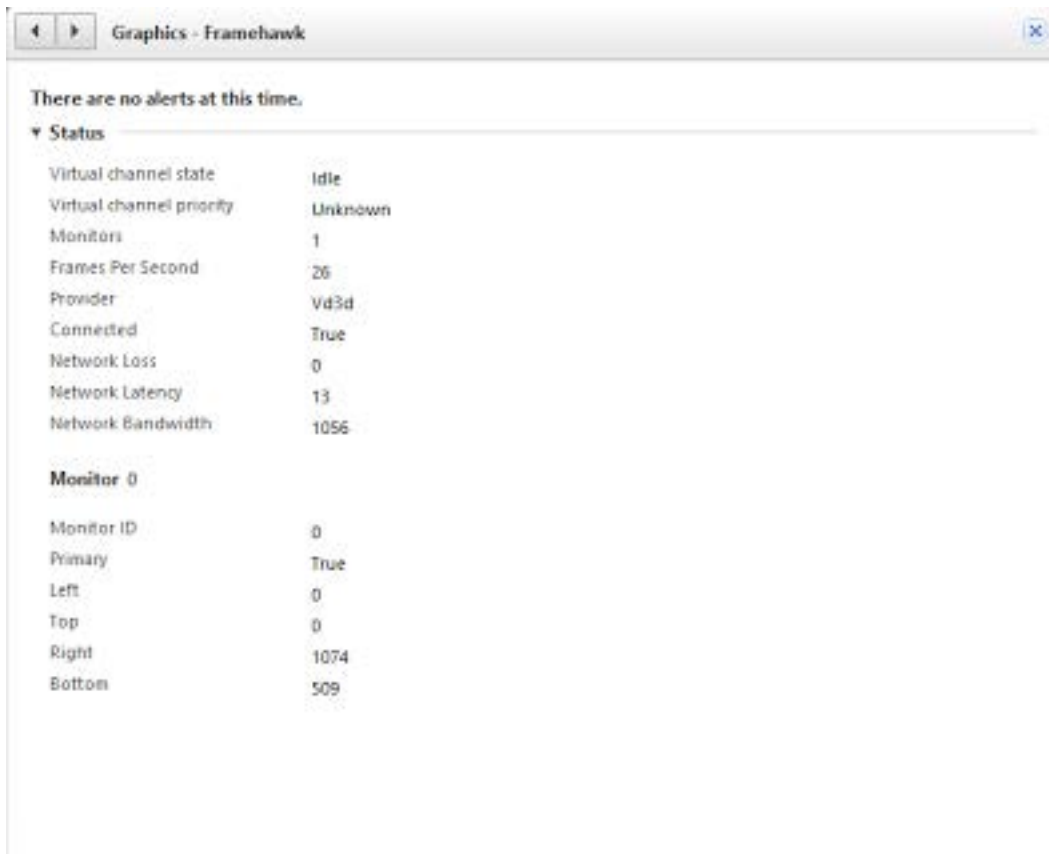 Graphics - Framehawk
There are no alerts at this time.
Status
Virtual channel state Idle
Virtual channel priority Unknown
Monitors 1
Frames Per Second 26
Provider Vd3d
Connected True
Network Loss 0
Network Latency 13
Network Bandwidth 1056
Monitor 0
Monitor ID 0
Primary True
Left 0
Top 0
Right 1074
Bottom 509